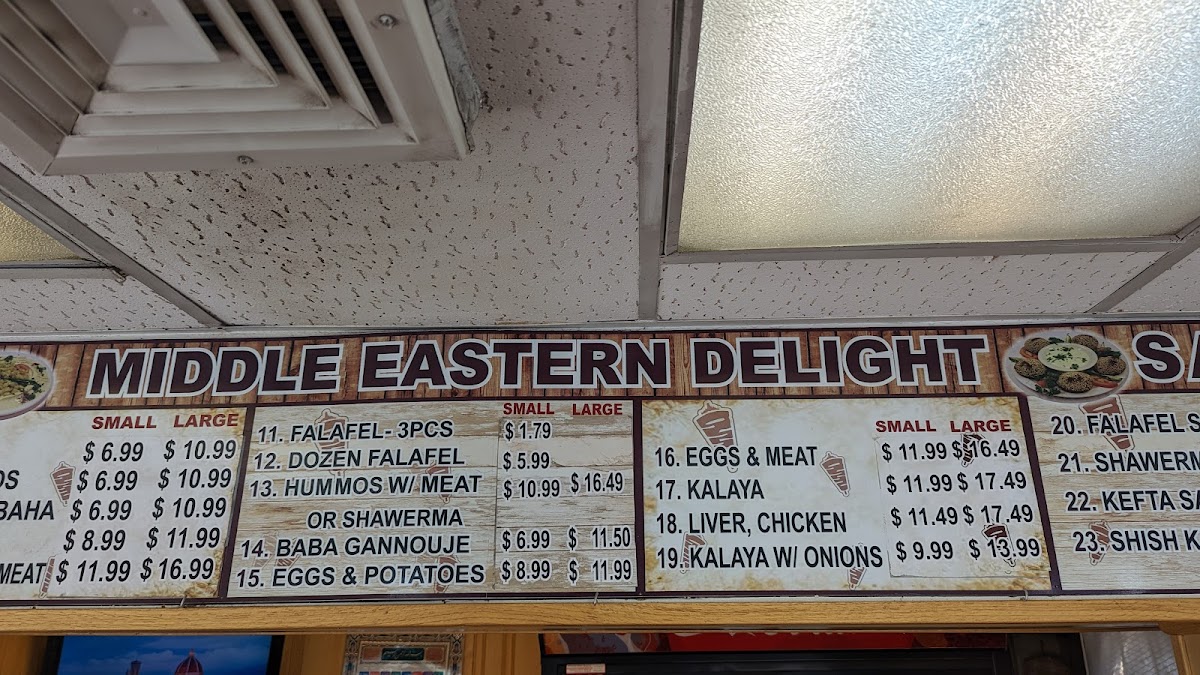 MIDDLE EASTERN DELIGHT
SMALL LARGE
$ 6.99 $ 10.99
$ 6.99 $ 10.99
BAHA $ 6.99 $ 10.99
$ 8.99 $ 11.99
MEAT $ 11.99 $ 16.99
SMALL LARGE
11. FALAFEL- 3PCS $ 1.79
12. DOZEN FALAFEL $ 5.99
13. HUMMOS W/ MEAT $ 10.99 $ 16.49
OR SHAWERMA
14. BABA GANNOUJE $ 6.99 $ 11.50
15. EGGS & POTATOES $ 8.99 $ 11.99
SMALL LARGE
16. EGGS & MEAT $ 11.99 $ 16.49
17. KALAYA $ 11.99 $ 17.49
18. LIVER, CHICKEN $ 11.49 $ 17.49
19. KALAYA W/ ONIONS $ 9.99 $ 13.99
SA
20. FALAFEL S
21. SHAWERM
22. KEFTA SA
23. SHISH K